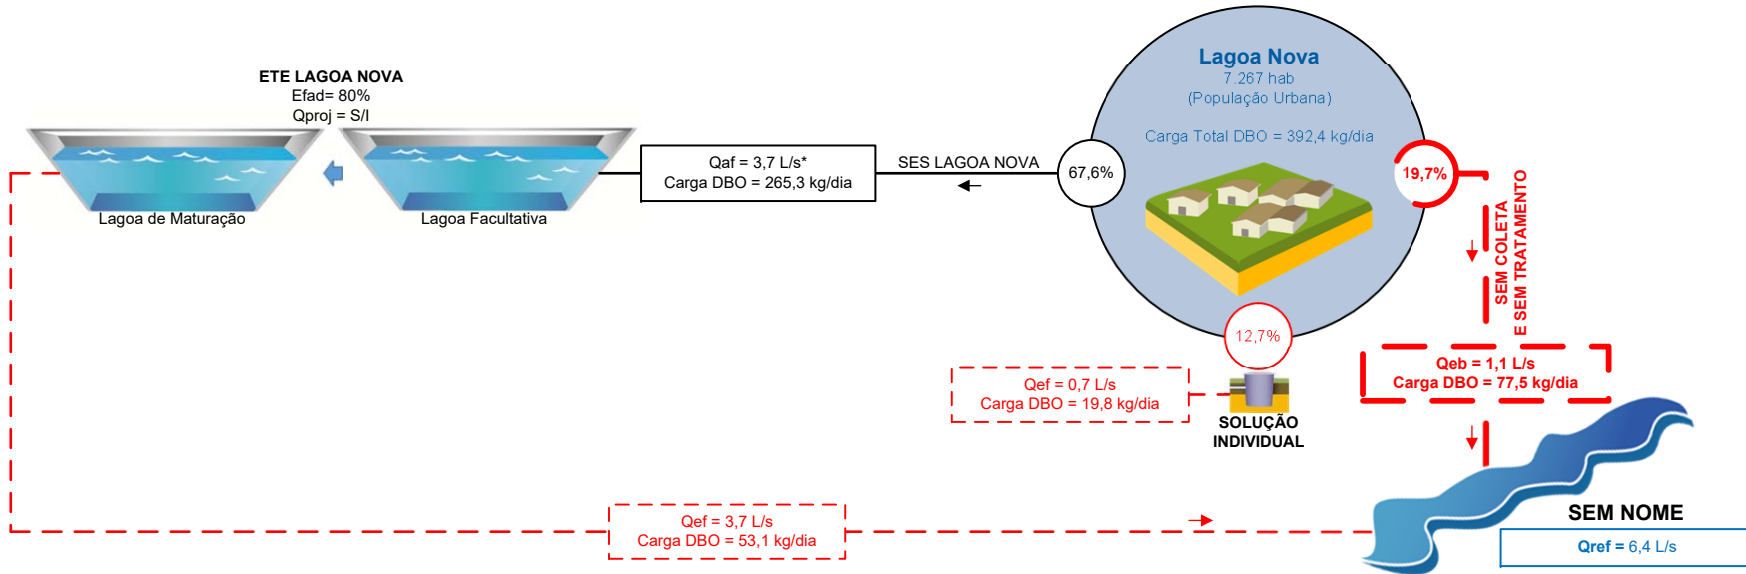 ETE LAGOA NOVA
Efad= 80%
Qproj = S/I
Lagoa de Maturação
Lagoa Facultativa
Qaf = 3,7 L/s*
Carga DBO = 265,3 kg/dia
SES LAGOA NOVA
67,6%
Lagoa Nova
7.267 hab
(População Urbana)
Carga Total DBO = 392,4 kg/dia
19,7%
SEM COLETA
E SEM TRATAMENTO
12,7%
Qef = 0,7 L/s
Carga DBO = 19,8 kg/dia
SOLUÇÃO
INDIVIDUAL
Qeb = 1,1 L/s
Carga DBO = 77,5 kg/dia
Qef = 3,7 L/s
Carga DBO = 53,1 kg/dia
SEM NOME
Qref = 6,4 L/s